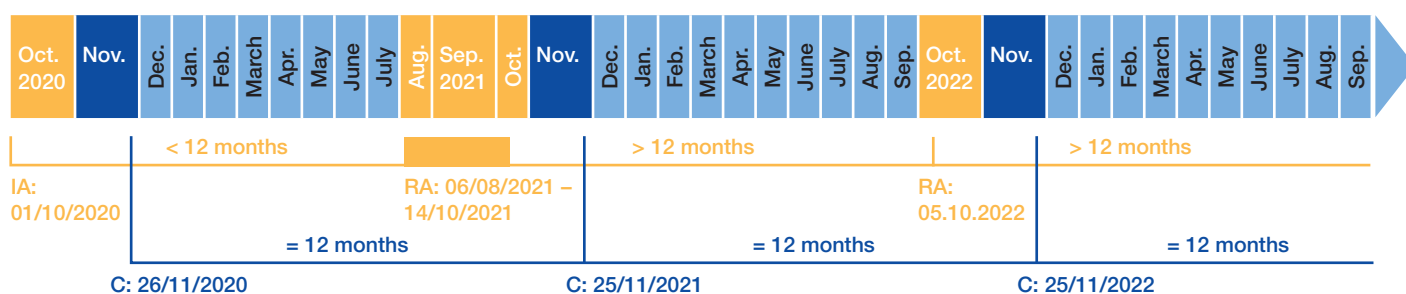 Oct. 2020
Nov.
Dec.
Jan.
Feb.
March
Apr.
May
June
July
Aug.
Sep. 2021
Oct.
Nov.
Dec.
Jan.
Feb.
March
Apr.
May
June
July
Aug.
Sep.
Oct. 2022
Nov.
Dec.
Jan.
Feb.
March
Apr.
May
June
July
Aug.
Sep.
< 12 months
> 12 months
> 12 months
IA:
01/10/2020
RA: 06/08/2021 –
14/10/2021
RA:
05.10.2022
= 12 months
= 12 months
= 12 months
C: 26/11/2020
C: 25/11/2021
C: 25/11/2022